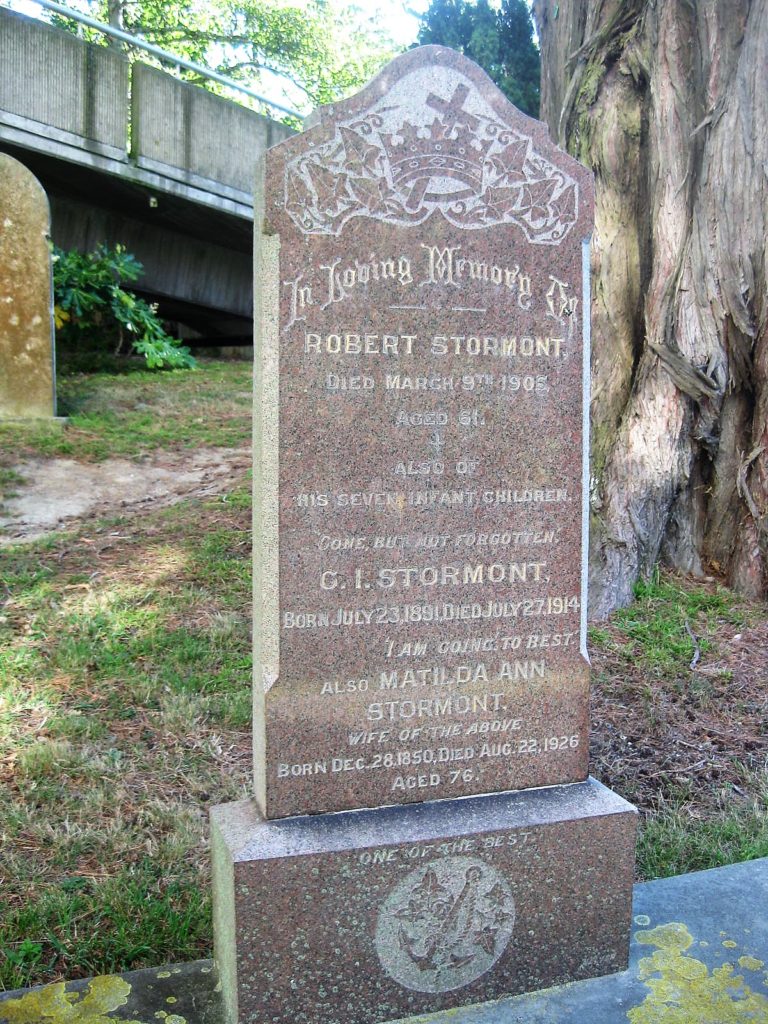 In Loving Memory Of
ROBERT STORMONT,
DIED MARCH 9TH 1905
AGED 61.
ALSO OF
HIS SEVEN INFANT CHILDREN.
"GONE, BUT NOT FORGOTTEN".
C. I. STORMONT,
BORN JULY 23, 1891, DIED JULY 27, 1914
"I AM GOING TO REST".
ALSO MATILDA ANN
STORMONT.
WIFE OF THE ABOVE
BORN DEC. 28, 1850, DIED AUG. 22, 1926
AGED 76.
"ONE OF THE BEST".